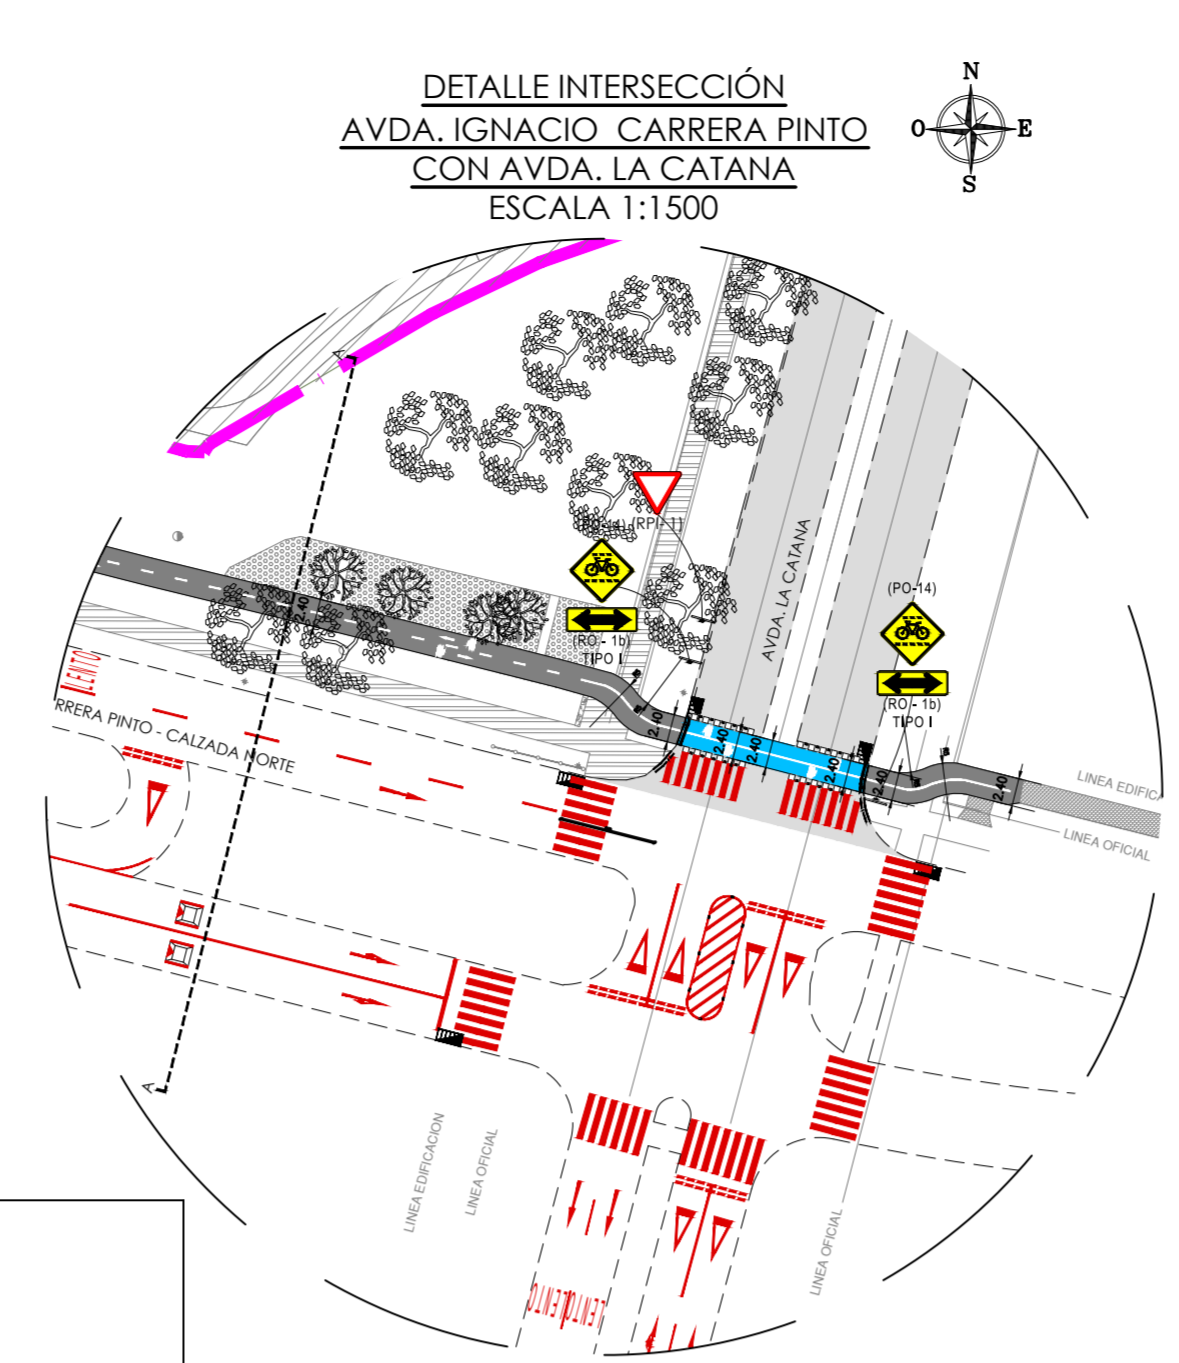 DETALLE INTERSECCIÓN
AVDA. IGNACIO CARRERA PINTO
CON AVDA. LA CATANA
ESCALA 1:1500
N
O
E
S
A
(PO-14)
(RPI-1)
(RO - 1b)
TIPO I
AVDA. LA CATANA
(PO-14)
(RO - 1b)
TIPO I
2.40
2.40
2.40
2.40
2.40
2.40
2.40
LENTO
RRERA PINTO - CALZADA NORTE
LINEA EDIFICA
LINEA OFICIAL
A
LINEA EDIFICACION
LINEA OFICIAL
LINEA OFICIAL
LENTO
LENTO